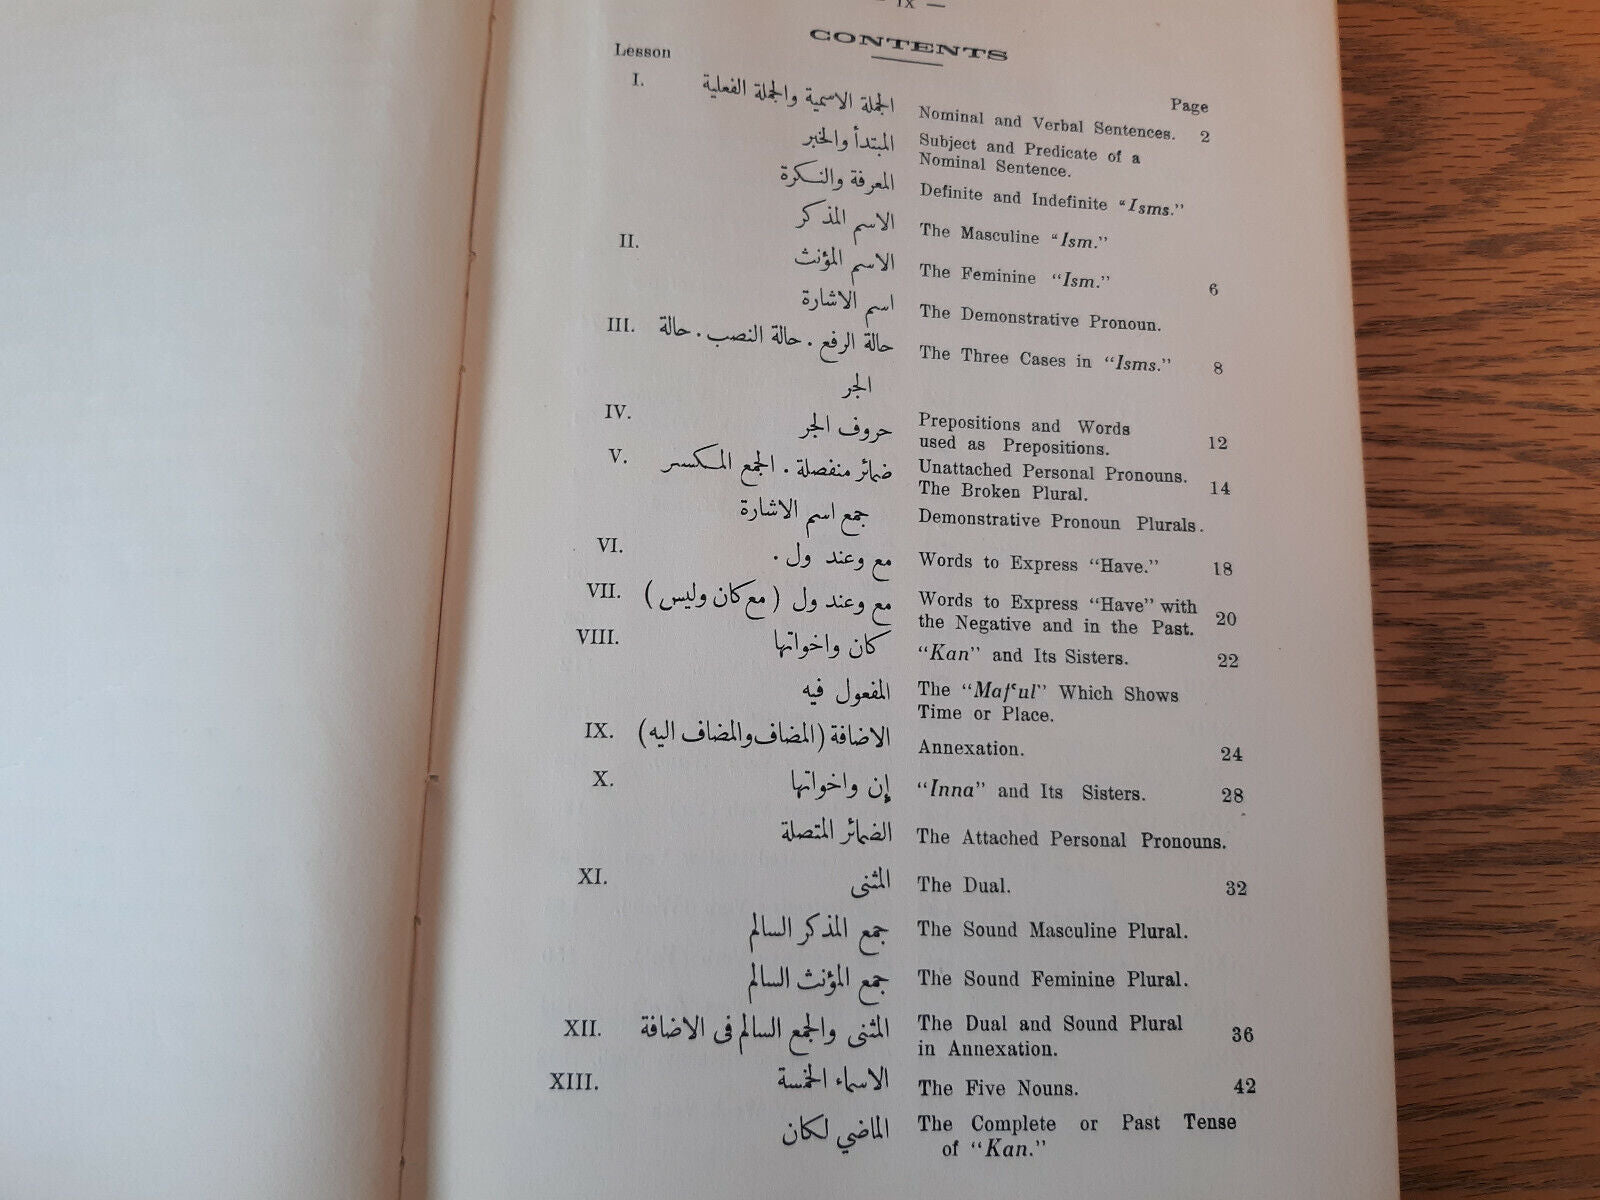 — IX —
CONTENTS
Lesson Page
I. الجملة الاسمية والجملة الفعلية Nominal and Verbal Sentences. 2
المبتدأ والخبر Subject and Predicate of a
Nominal Sentence.
المعرفة والنكرة Definite and Indefinite "Isms."
الاسم المذكر The Masculine "Ism."
II. الاسم المؤنث The Feminine "Ism." 6
اسم الاشارة The Demonstrative Pronoun.
III. حالة الرفع . حالة النصب . حالة The Three Cases in "Isms." 8
الجر
IV. حروف الجر Prepositions and Words 12
used as Prepositions.
V. ضمائر منفصلة . الجمع المكسر Unattached Personal Pronouns. 14
The Broken Plural.
جمع اسم الاشارة Demonstrative Pronoun Plurals.
VI. مع وعند ول . Words to Express "Have." 18
VII. مع وعند ول ( مع كان وليس ) Words to Express "Have" with 20
the Negative and in the Past.
VIII. كان واخواتها "Kan" and Its Sisters. 22
المفعول فيه The "Mafʿul" Which Shows
Time or Place.
IX. الاضافة (المضاف والمضاف اليه) Annexation. 24
X. إن واخواتها "Inna" and Its Sisters. 28
الضمائر المتصلة The Attached Personal Pronouns.
XI. المثنى The Dual. 32
جمع المذكر السالم The Sound Masculine Plural.
جمع المؤنث السالم The Sound Feminine Plural.
XII. المثنى والجمع السالم فى الاضافة The Dual and Sound Plural 36
in Annexation.
XIII. الاسماء الخمسة The Five Nouns. 42
الماضي لكان The Complete or Past Tense
of "Kan."